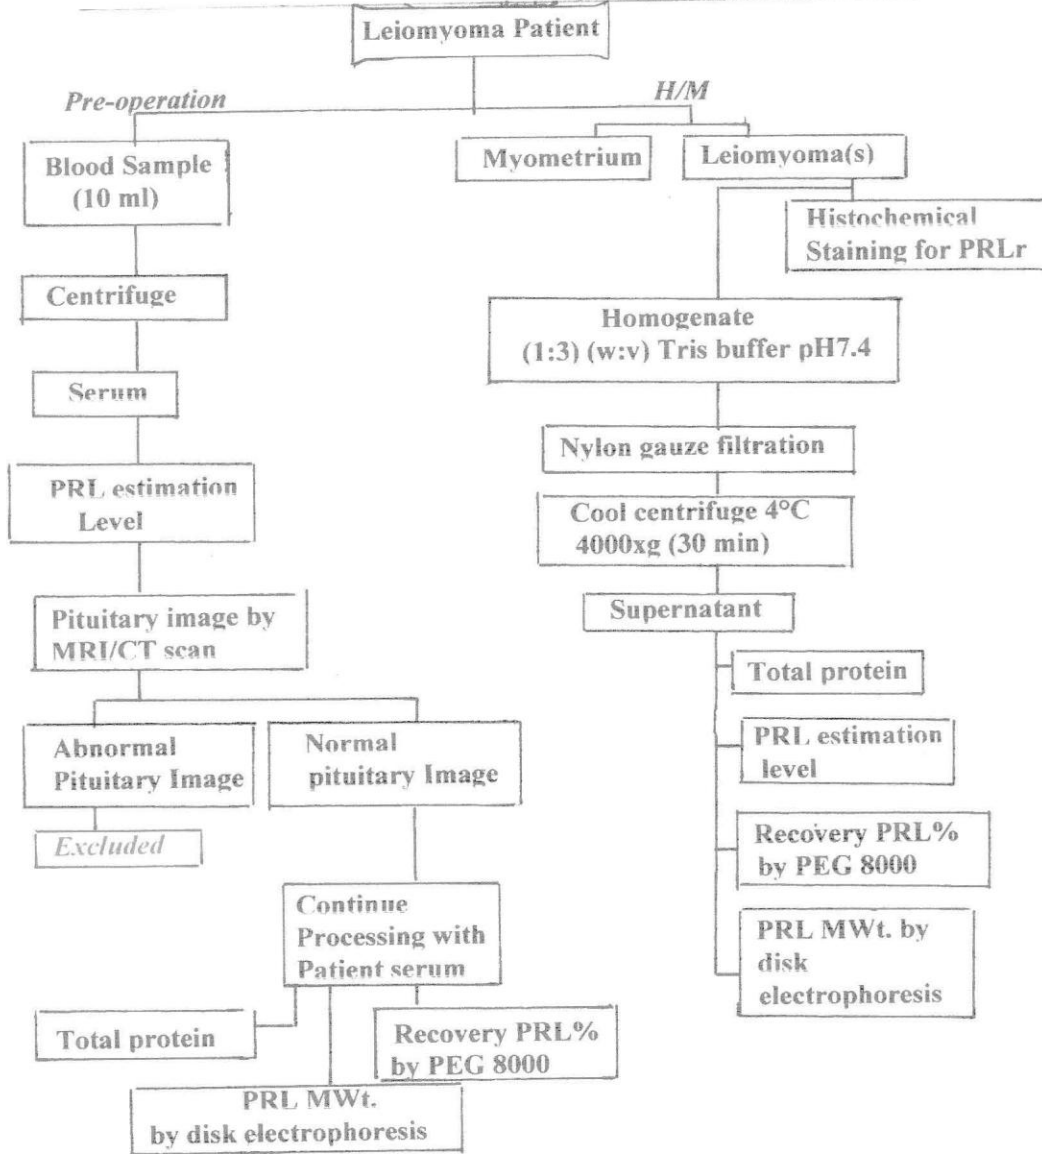 Leiomyoma Patient
Pre-operation
H/M
Blood Sample
(10 ml)
Myometrium
Leiomyoma(s)
Histochemical
Staining for PRLr
Centrifuge
Homogenate
(1:3) (w:v) Tris buffer pH7.4
Serum
Nylon gauze filtration
PRL estimation
Level
Cool centrifuge 4°C
4000xg (30 min)
Pituitary image by
MRI/CT scan
Supernatant
Total protein
Abnormal
Pituitary Image
Normal
pituitary Image
PRL estimation
level
Excluded
Recovery PRL%
by PEG 8000
Continue
Processing with
Patient serum
PRL MWt. by
disk
electrophoresis
Total protein
Recovery PRL%
by PEG 8000
PRL MWt.
by disk electrophoresis